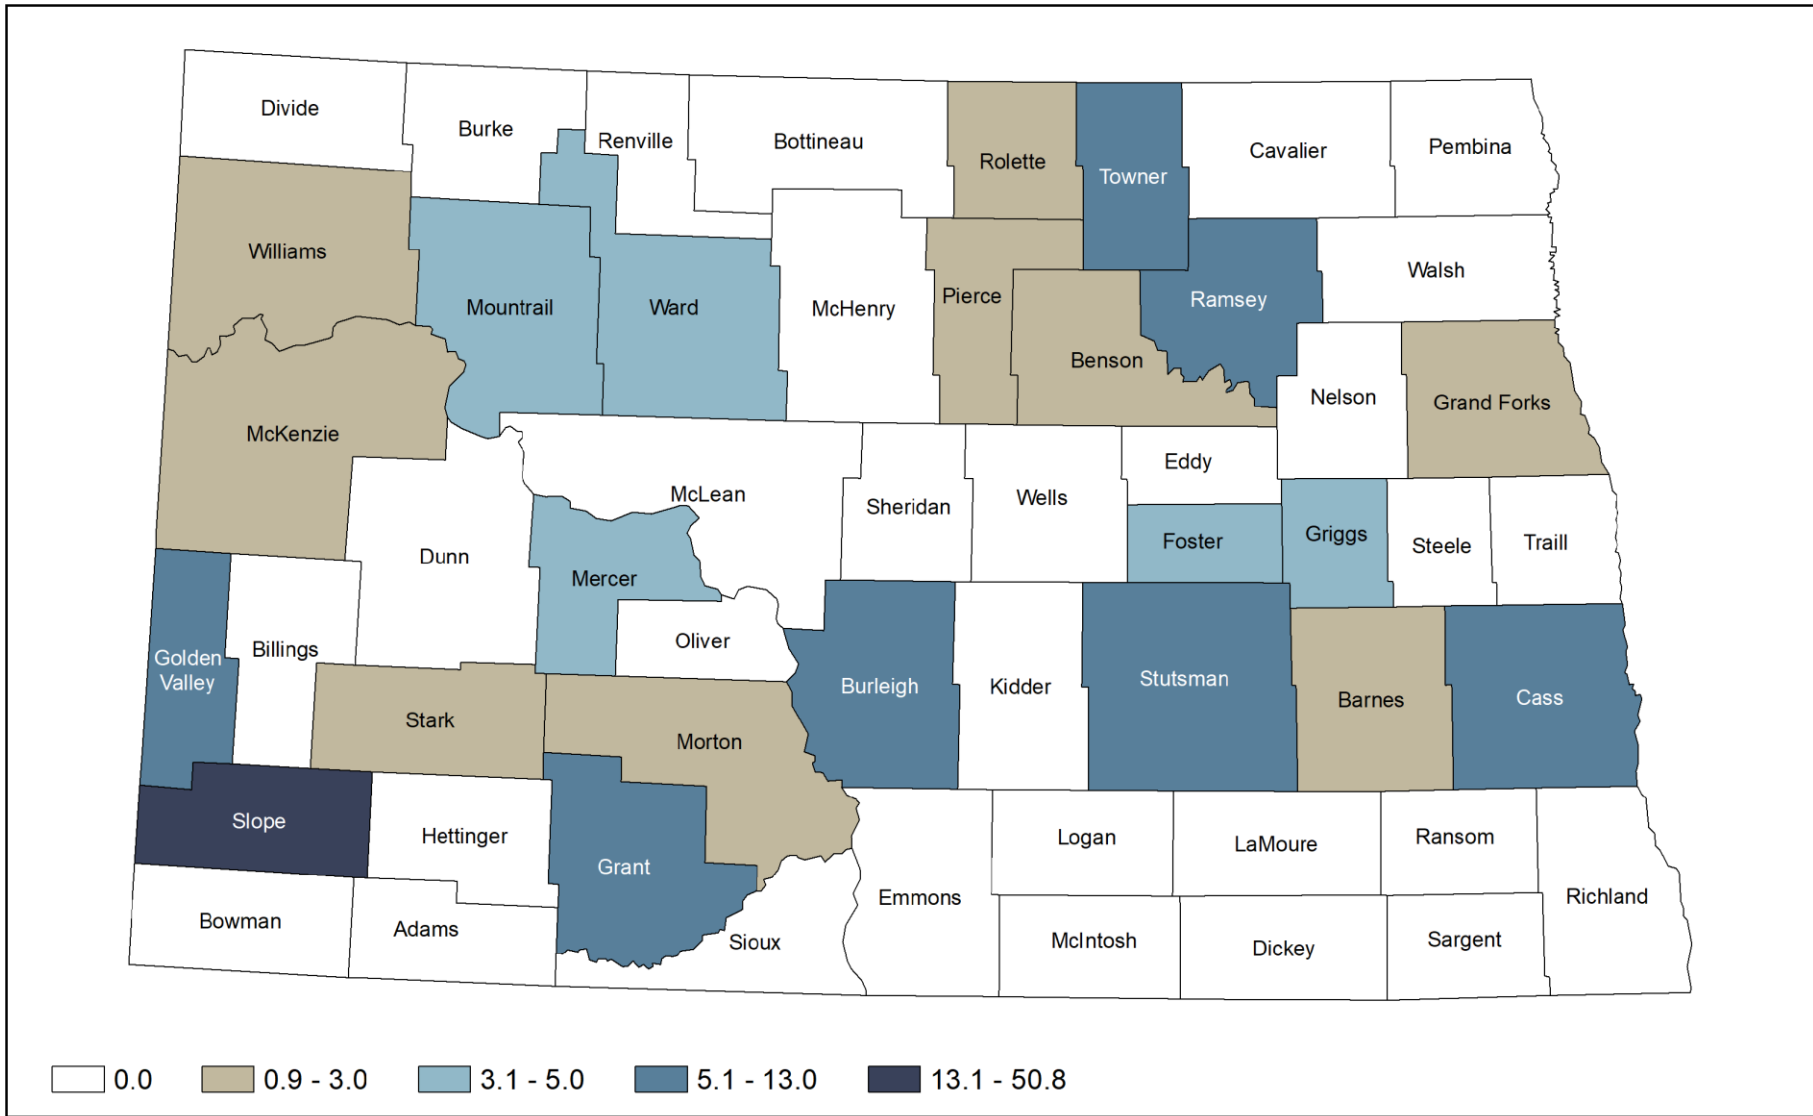 Divide
Burke
Renville
Bottineau
Rolette
Towner
Cavalier
Pembina
Williams
Mountrail
Ward
McHenry
Pierce
Benson
Ramsey
Walsh
Nelson
Grand Forks
McKenzie
Dunn
McLean
Mercer
Oliver
Sheridan
Wells
Eddy
Foster
Griggs
Steele
Traill
Golden
Valley
Billings
Stark
Morton
Burleigh
Kidder
Stutsman
Barnes
Cass
Slope
Hettinger
Grant
Bowman
Adams
Sioux
Emmons
Logan
LaMoure
Ransom
Richland
McIntosh
Dickey
Sargent
0.0
0.9 - 3.0
3.1 - 5.0
5.1 - 13.0
13.1 - 50.8